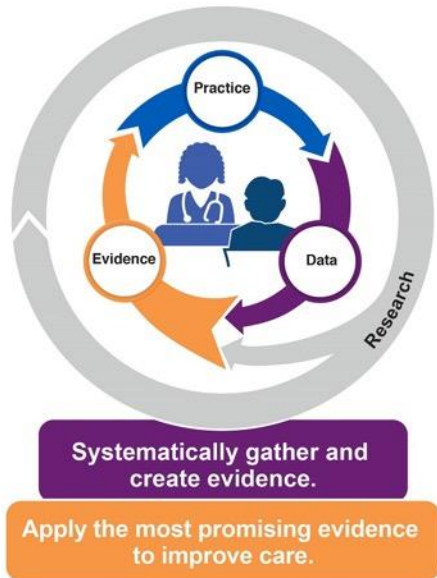 Practice
Evidence
Data
Research
Systematically gather and
create evidence.
Apply the most promising evidence
to improve care.